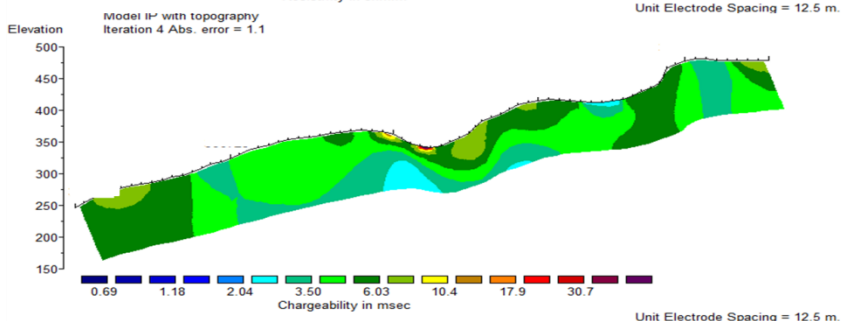 Unit Electrode Spacing = 12.5 m.
Model IP with topography
Elevation
Iteration 4 Abs. error = 1.1
500
450
400
350
300
250
200
150
0.69 1.18 2.04 3.50 6.03 10.4 17.9 30.7
Chargeability in msec
Unit Electrode Spacing = 12.5 m.